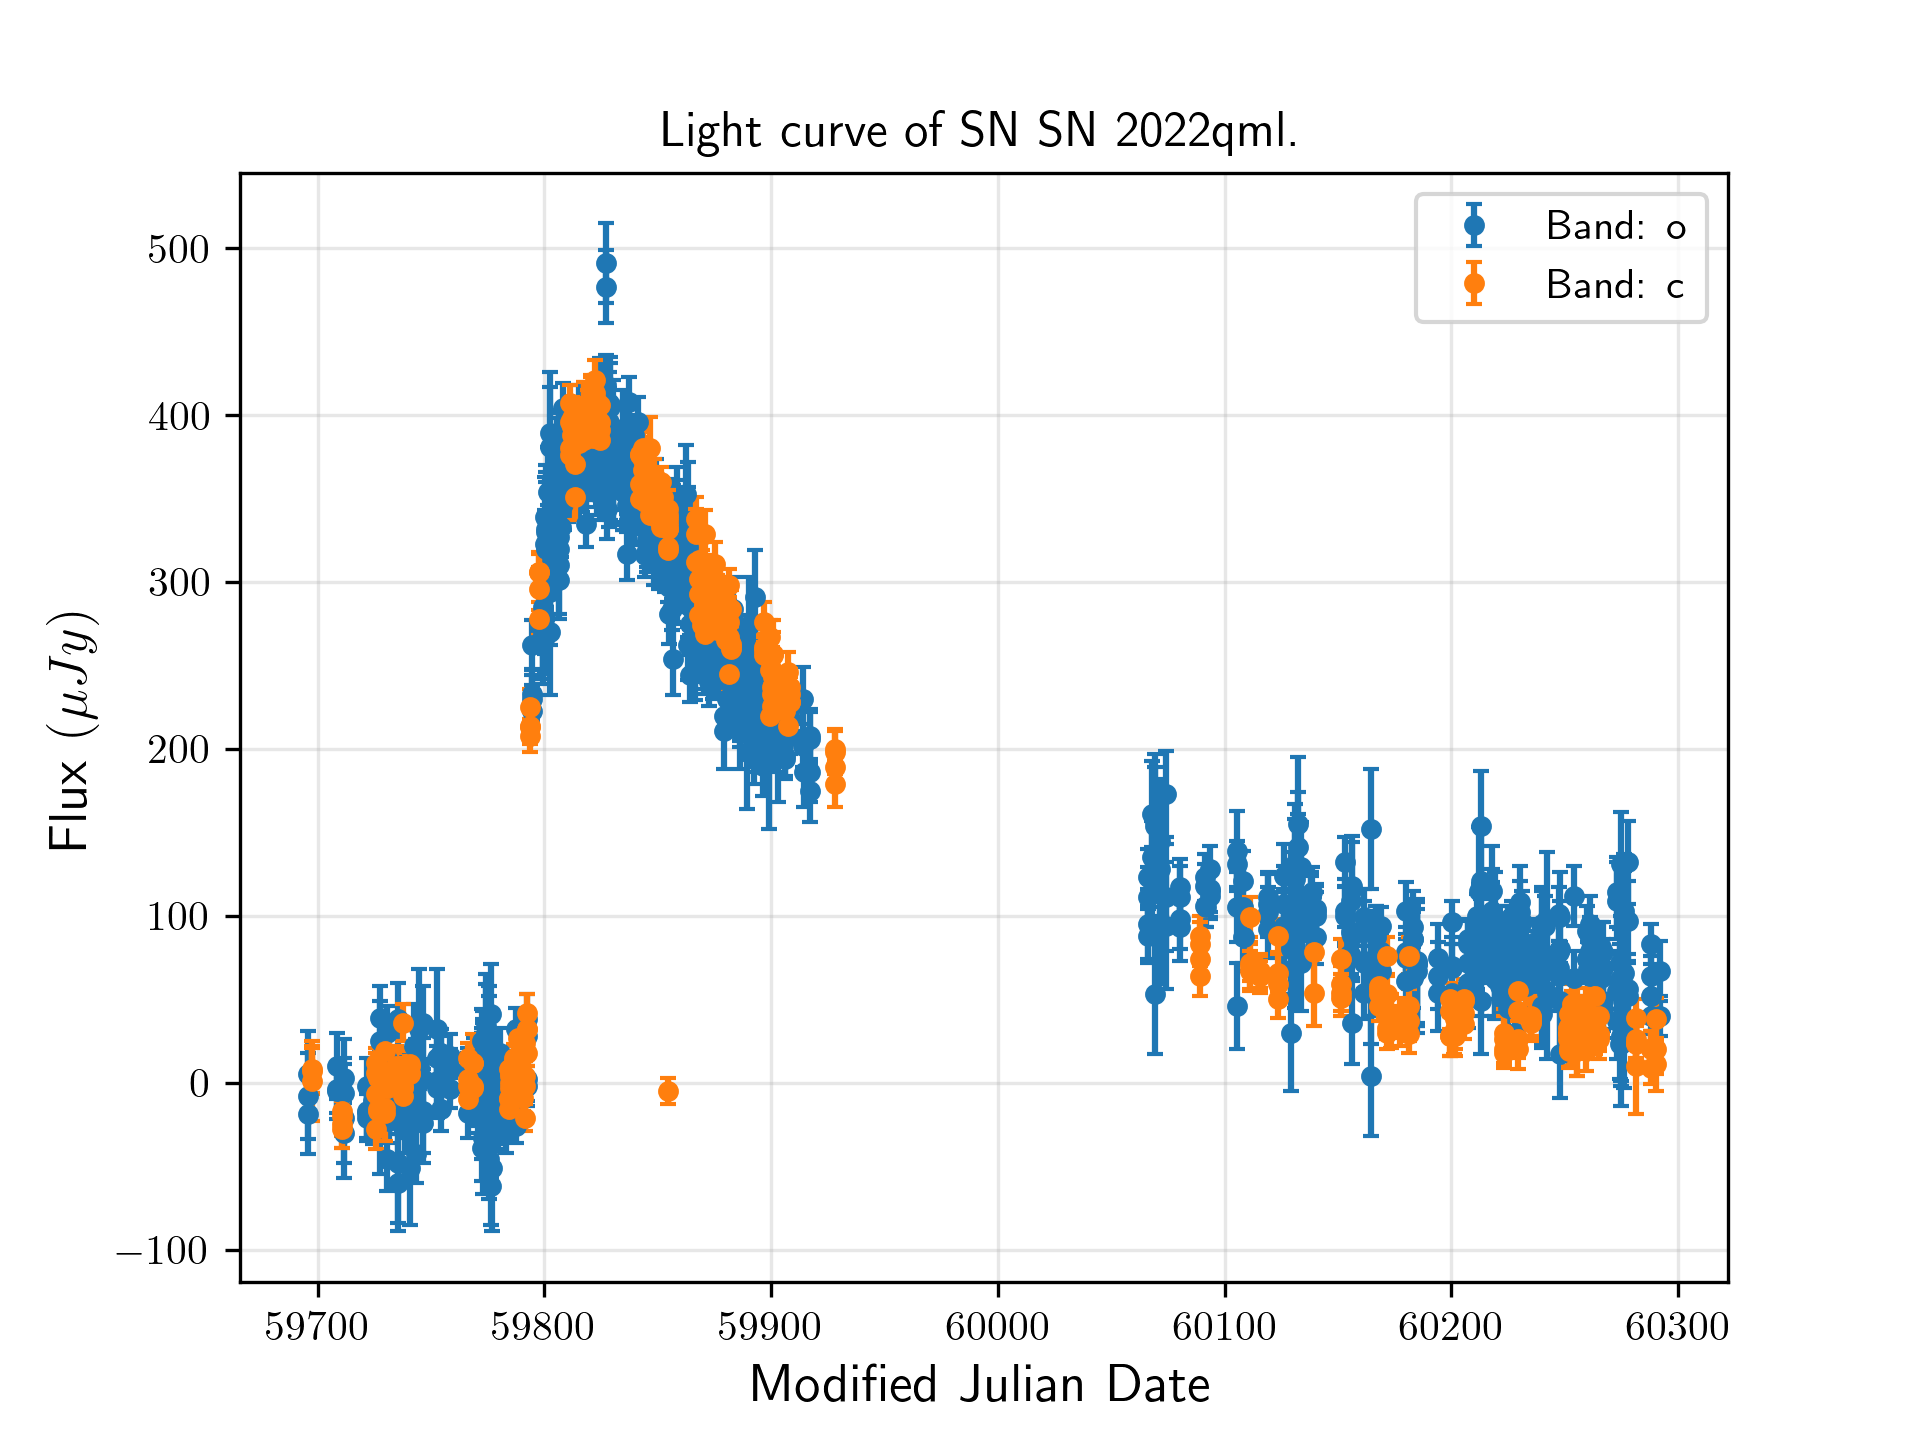 Light curve of SN SN 2022qml.
Band: o
Band: c
500
400
300
200
100
0
−100
Flux (μJy)
59700 59800 59900 60000 60100 60200 60300
Modified Julian Date